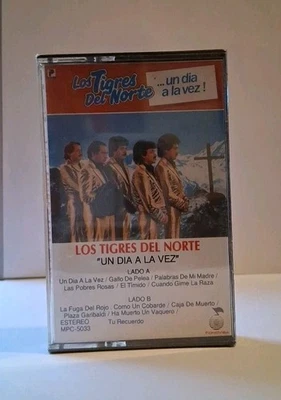 Los Tigres
Del Norte
"...un dia
a la vez!
LOS TIGRES DEL NORTE
"UN DIA A LA VEZ"
LADO A
Un Dia A La Vez / Gallo De Pelea / Palabras De Mi Madre /
Las Pobres Rosas / El Tímido / Cuando Gime La Raza
LADO B
La Fuga Del Rojo . Como Un Cobarde / Caja De Muerto /
Plaza Garibaldi / Ha Muerto Un Vaquero /
ESTEREO Tu Recuerdo
MPC-5033